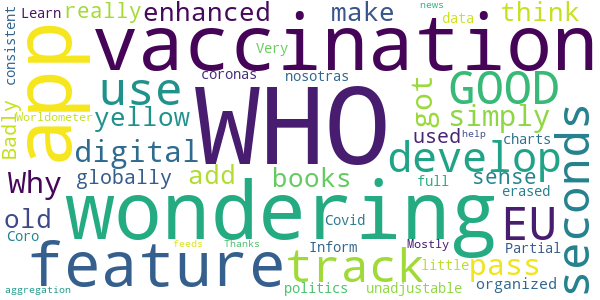 Learn really enhanced make news data think
consistent app vaccination
coronas nosotras Very
Badly use WHO got GOOD seconds
Worldometer yellow simply
digital used help charts
develop
Why globally add books sense full erased
old wondering EU
Coro Covid
feature Inform track Mostly Partial
feeds Thanks little pass
aggregation politics unadjustable organized